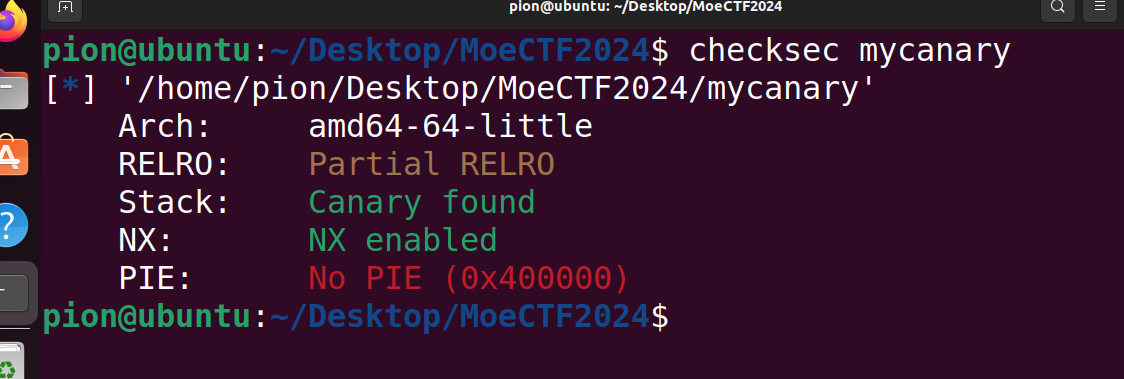 pion@ubuntu: ~/Desktop/MoeCTF2024
pion@ubuntu:~/Desktop/MoeCTF2024$ checksec mycanary
[*] '/home/pion/Desktop/MoeCTF2024/mycanary'
Arch: amd64-64-little
RELRO: Partial RELRO
Stack: Canary found
NX: NX enabled
PIE: No PIE (0x400000)
pion@ubuntu:~/Desktop/MoeCTF2024$